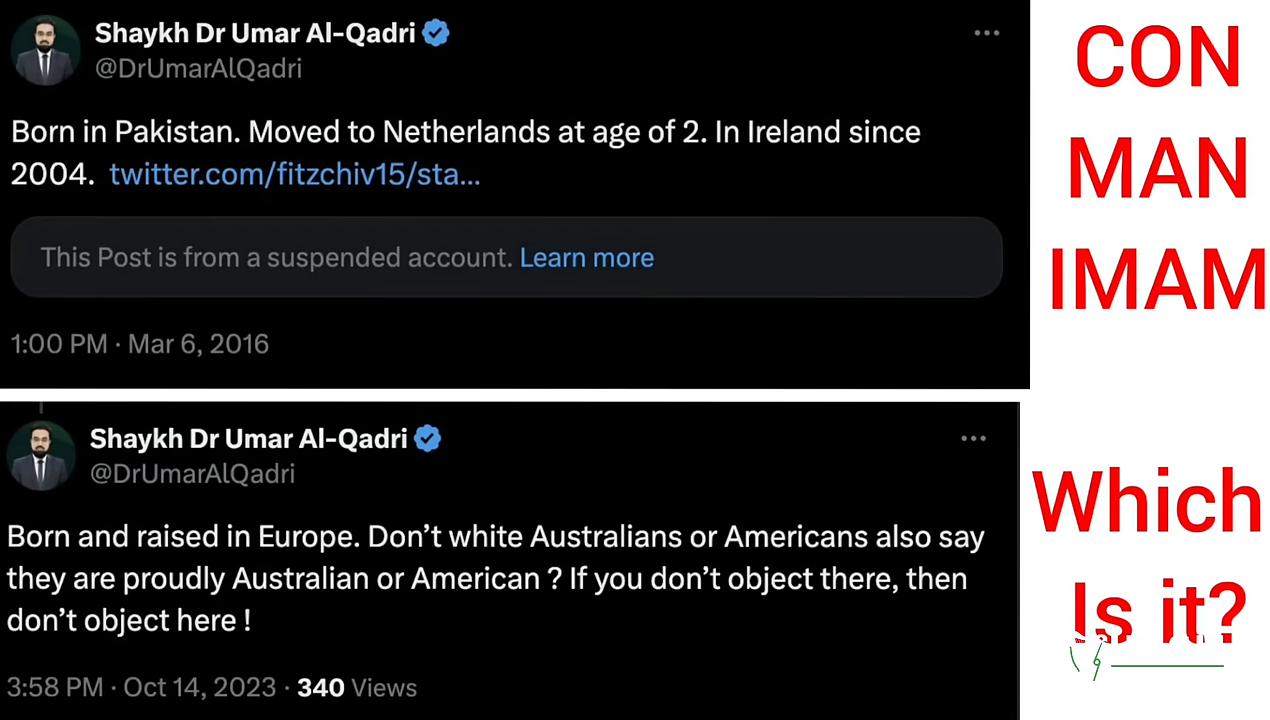 Shaykh Dr Umar Al-Qadri
@DrUmarAlQadri
Born in Pakistan. Moved to Netherlands at age of 2. In Ireland since
2004. twitter.com/fitzchiv15/sta...
This Post is from a suspended account. Learn more
1:00 PM · Mar 6, 2016
CON
MAN
IMAM
Shaykh Dr Umar Al-Qadri
@DrUmarAlQadri
Born and raised in Europe. Don’t white Australians or Americans also say
they are proudly Australian or American ? If you don’t object there, then
don’t object here !
3:58 PM · Oct 14, 2023 · 340 Views
Which
Is it?